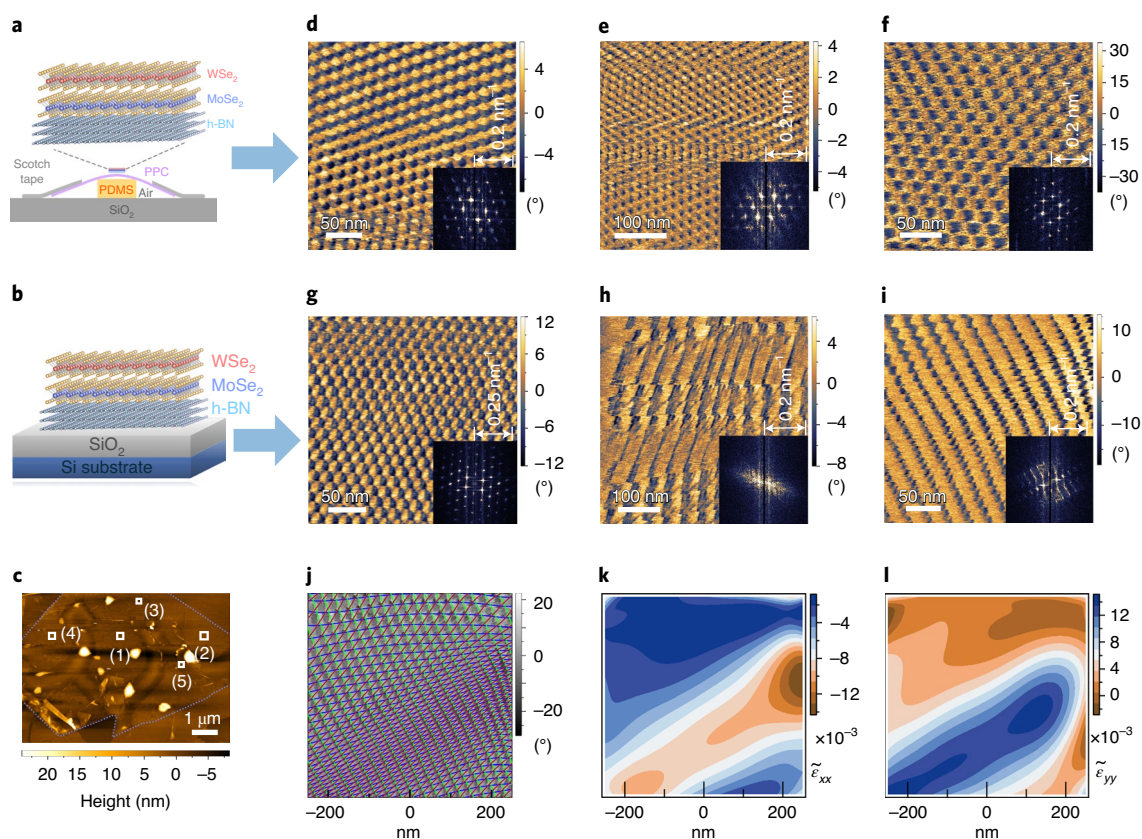 a
WSe₂
MoSe₂
h-BN
Scotch
tape
PPC
PDMS
Air
SiO₂
d
4
0
−4
(°)
0.2 nm⁻¹
50 nm
e
4
2
0
−2
−4
(°)
0.2 nm⁻¹
100 nm
f
30
15
0
−15
−30
(°)
0.2 nm⁻¹
50 nm
b
WSe₂
MoSe₂
h-BN
SiO₂
Si substrate
g
12
6
0
−6
−12
(°)
0.25 nm⁻¹
50 nm
h
4
0
−4
−8
(°)
0.2 nm⁻¹
100 nm
i
10
0
−10
(°)
0.2 nm⁻¹
50 nm
c
(3)
(4)
(1)
(2)
(5)
1 μm
20 15 10 5 0 −5
Height (nm)
j
20
0
−20
(°)
−200 0 200
nm
k
−4
−8
−12
×10⁻³
ε̃xx
−200 0 200
nm
l
12
8
4
0
×10⁻³
ε̃yy
−200 0 200
nm